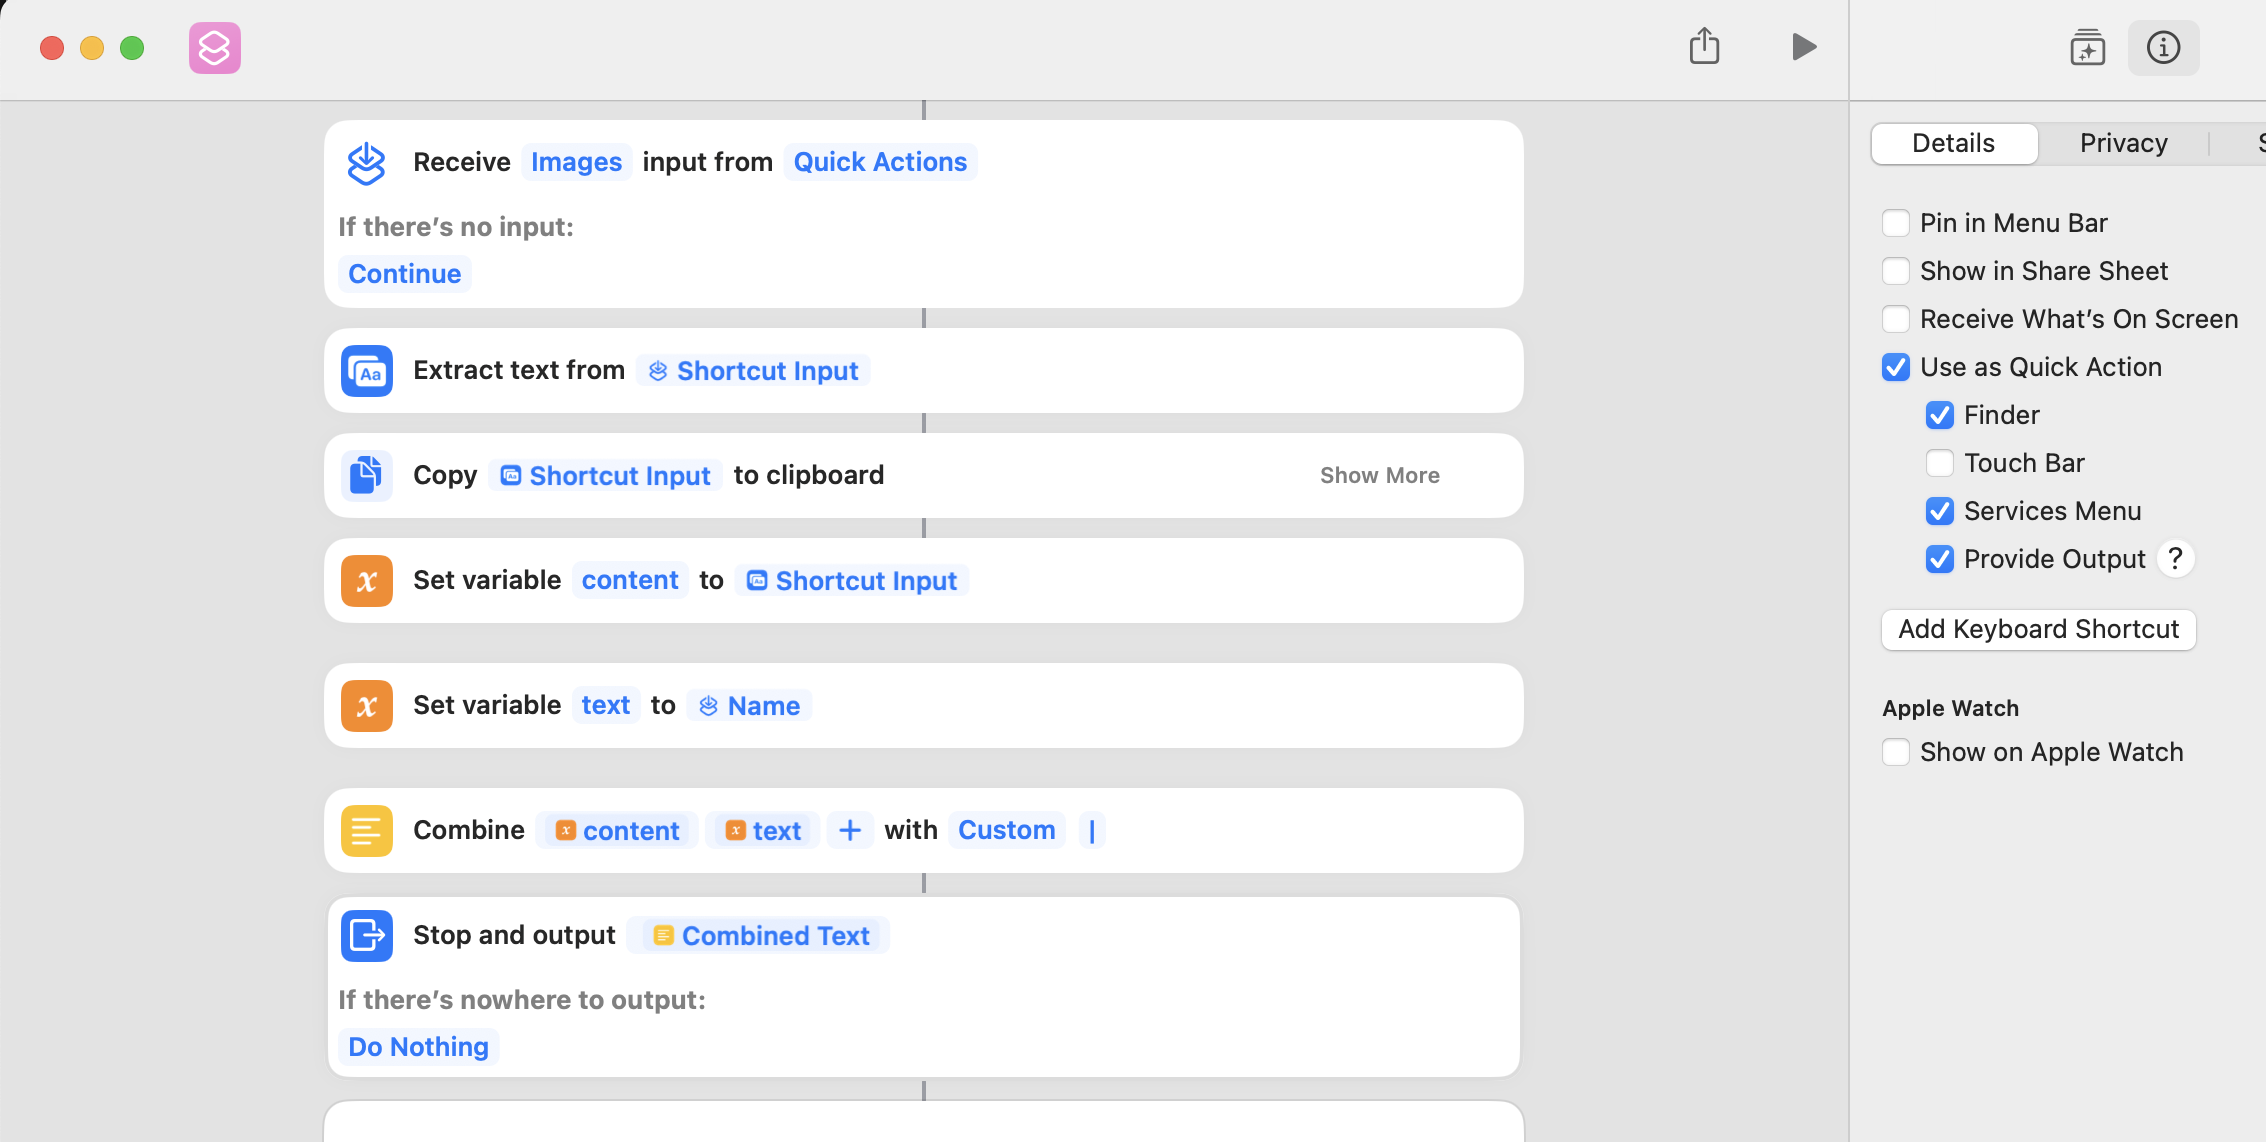 Receive Images input from Quick Actions
If there’s no input:
Continue
Extract text from Shortcut Input
Copy Shortcut Input to clipboard Show More
Set variable content to Shortcut Input
Set variable text to Name
Combine content text + with Custom |
Stop and output Combined Text
If there’s nowhere to output:
Do Nothing
Details Privacy
Pin in Menu Bar
Show in Share Sheet
Receive What’s On Screen
Use as Quick Action
Finder
Touch Bar
Services Menu
Provide Output ?
Add Keyboard Shortcut
Apple Watch
Show on Apple Watch